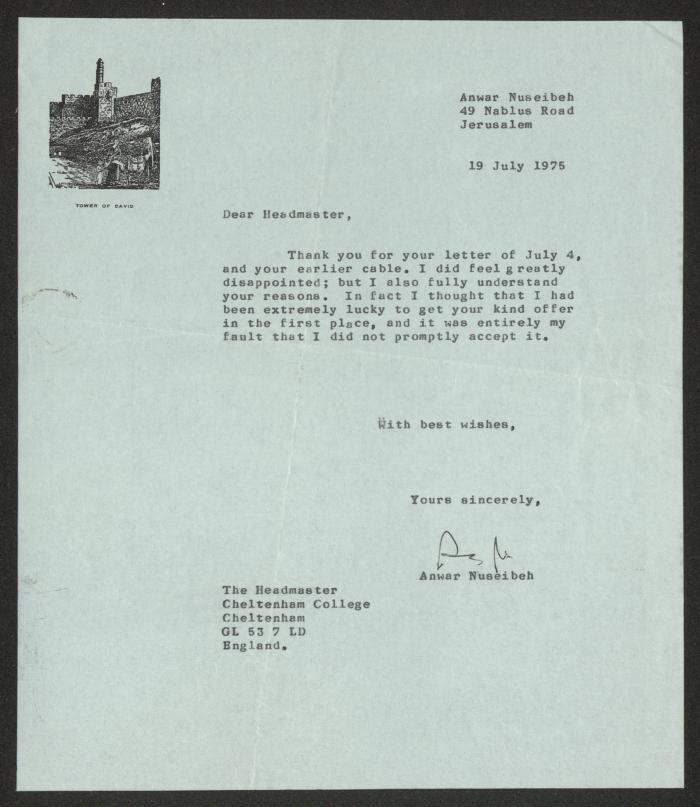 TOWER OF DAVID
Anwar Nuseibeh
49 Nablus Road
Jerusalem
19 July 1975
Dear Headmaster,
Thank you for your letter of July 4,
and your earlier cable. I did feel greatly
disappointed; but I also fully understand
your reasons. In fact I thought that I had
been extremely lucky to get your kind offer
in the first place, and it was entirely my
fault that I did not promptly accept it.
With best wishes,
Yours sincerely,
Anwar Nuseibeh
The Headmaster
Cheltenham College
Cheltenham
GL 53 7 LD
England.